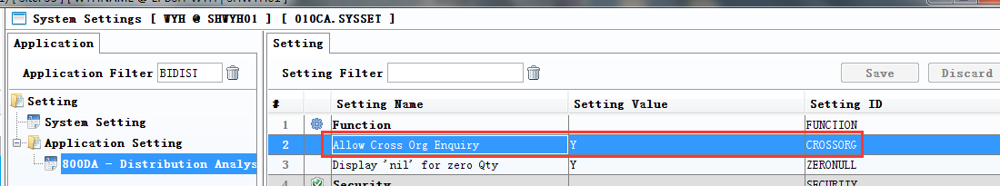 System Settings [ WYH @ SHWYH01 ] [ 010CA.SYSSET ]
Application
Application Filter BIDIST
Setting
System Setting
Application Setting
800DA - Distribution Analys
Setting
Setting Filter
Save
Discard
# Setting Name Setting Value Setting ID
1 Function FUNCTION
2 Allow Cross Org Enquiry Y CROSSORG
3 Display 'nil' for zero Qty Y ZERONULL
4 Security SECURITY